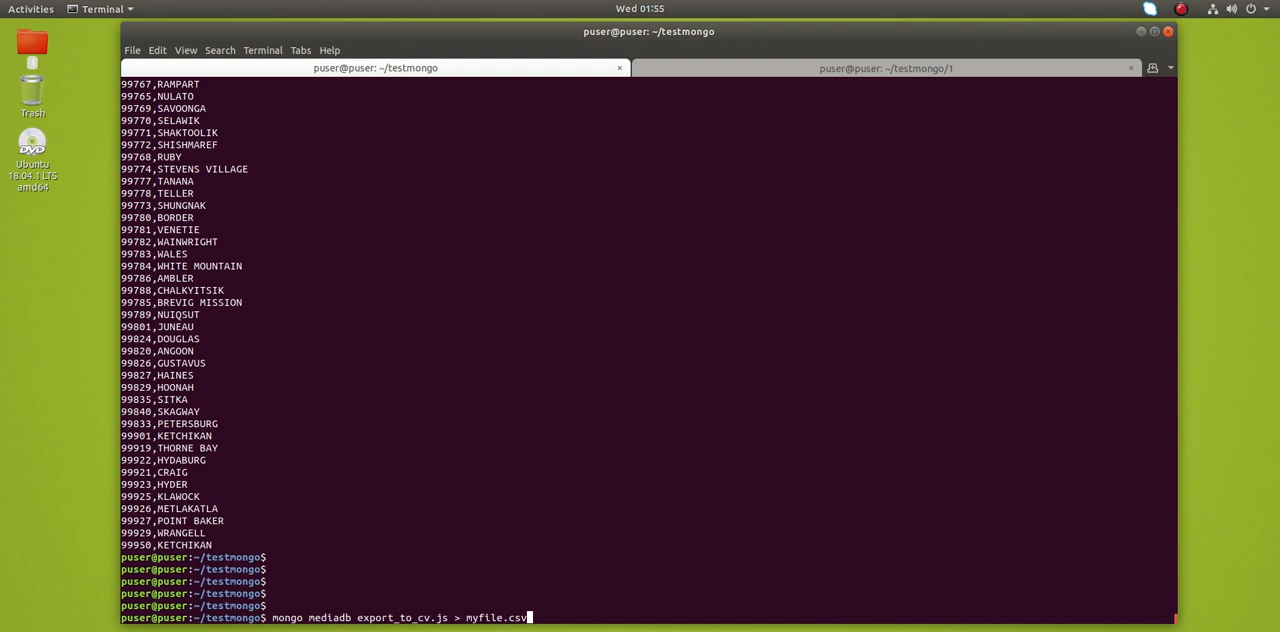 Activities Terminal Wed 01:55
puser@puser: ~/testmongo
File Edit View Search Terminal Tabs Help
puser@puser: ~/testmongo × puser@puser: ~/testmongo/1 ×
1
Trash
Ubuntu
18.04.1 LTS
amd64
99767,RAMPART
99765,NULATO
99769,SAVOONGA
99770,SELAWIK
99771,SHAKTOOLIK
99772,SHISHMAREF
99768,RUBY
99774,STEVENS VILLAGE
99777,TANANA
99778,TELLER
99773,SHUNGNAK
99780,BORDER
99781,VENETIE
99782,WAINWRIGHT
99783,WALES
99784,WHITE MOUNTAIN
99786,AMBLER
99788,CHALKYITSIK
99785,BREVIG MISSION
99789,NUIQSUT
99801,JUNEAU
99824,DOUGLAS
99820,ANGOON
99826,GUSTAVUS
99827,HAINES
99829,HOONAH
99835,SITKA
99840,SKAGWAY
99833,PETERSBURG
99901,KETCHIKAN
99919,THORNE BAY
99922,HYDABURG
99921,CRAIG
99923,HYDER
99925,KLAWOCK
99926,METLAKATLA
99927,POINT BAKER
99929,WRANGELL
99950,KETCHIKAN
puser@puser:~/testmongo$
puser@puser:~/testmongo$
puser@puser:~/testmongo$
puser@puser:~/testmongo$
puser@puser:~/testmongo$
puser@puser:~/testmongo$ mongo mediadb export_to_cv.js > myfile.csv